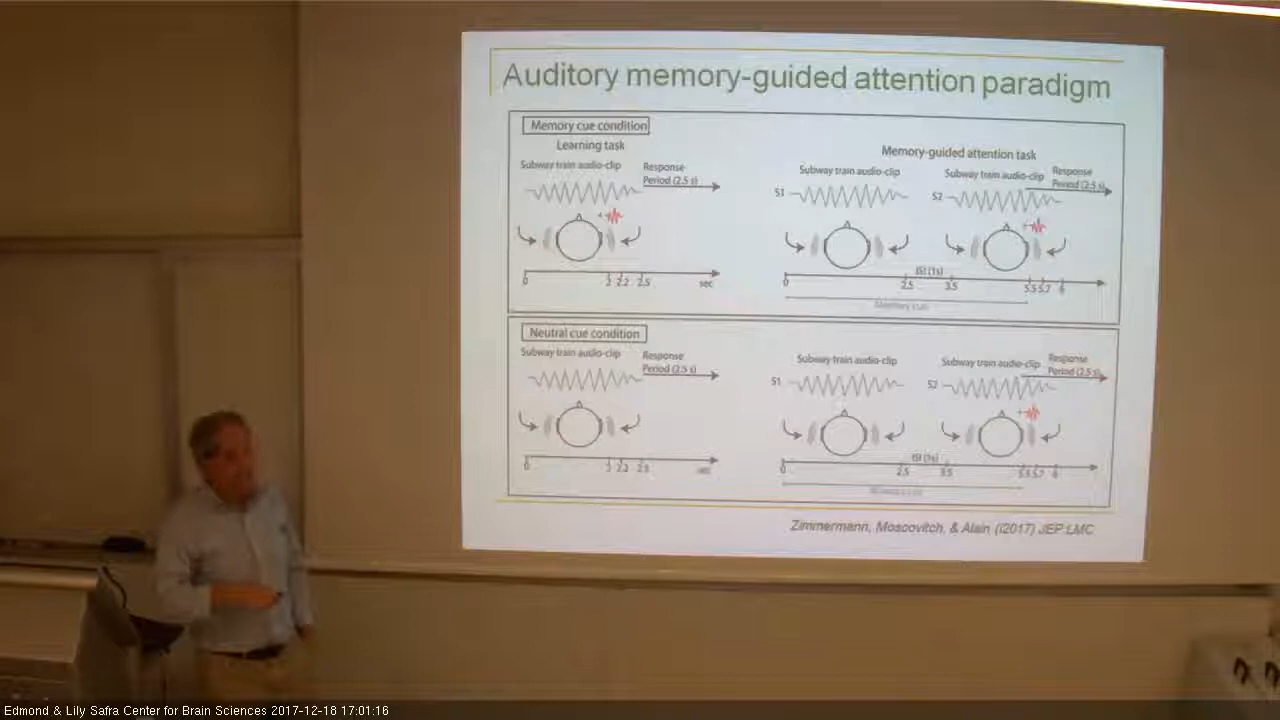 Auditory memory-guided attention paradigm
Memory cue condition
Learning task
Subway train audio-clip
Response
Period (2.5 s)
0
2 2.2 2.5
sec
Memory-guided attention task
Subway train audio-clip
S1
Subway train audio-clip
S2
Response
Period (2.5 s)
ISI (1s)
0
2.5
3.5
5.5 5.7
6
Neutral cue condition
Subway train audio-clip
Response
Period (2.5 s)
0
2 2.2 2.5
sec
Subway train audio-clip
S1
Subway train audio-clip
S2
Response
Period (2.5 s)
ISI (1s)
0
2.5
3.5
5.5 5.7
6
Zimmermann, Moscovitch, & Alain (i2017) JEP:LMC
Edmond & Lily Safra Center for Brain Sciences 2017-12-18 17:01:16